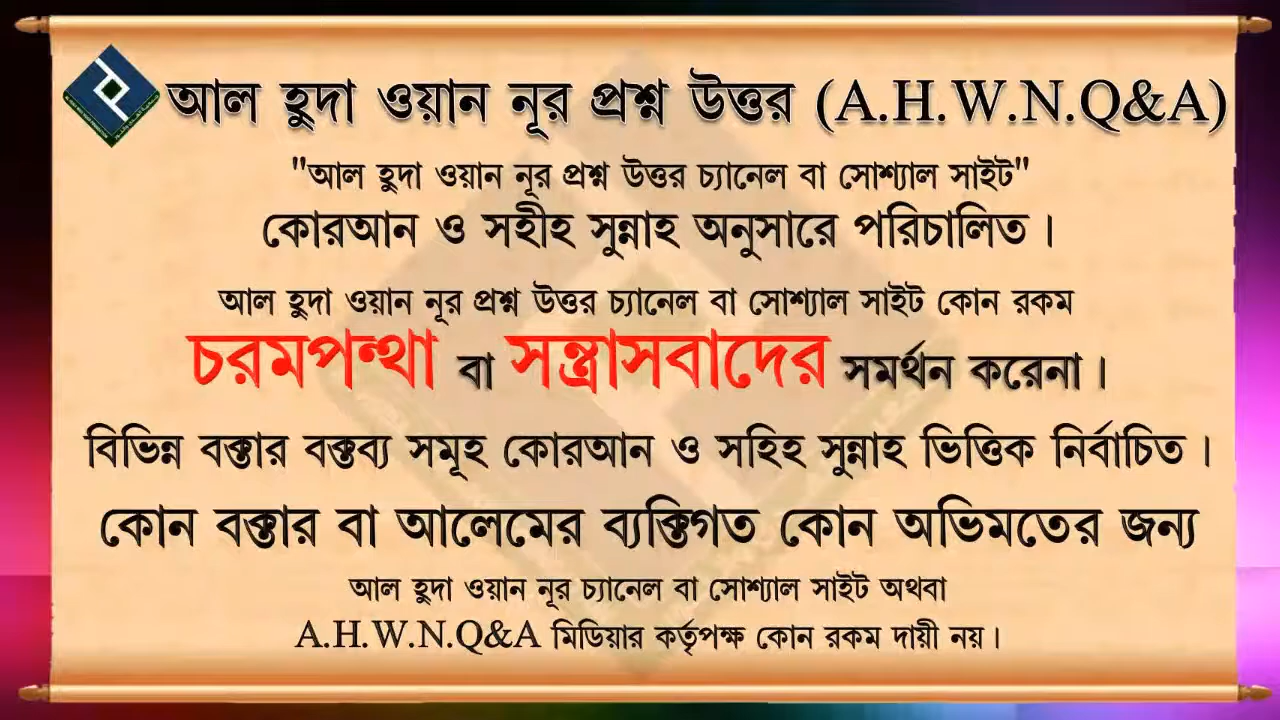 আল হুদা ওয়ান নূর প্রশ্ন উত্তর (A.H.W.N.Q&A)
"আল হুদা ওয়ান নূর প্রশ্ন উত্তর চ্যানেল বা সোশ্যাল সাইট"
কোরআন ও সহীহ সুন্নাহ অনুসারে পরিচালিত।
আল হুদা ওয়ান নূর প্রশ্ন উত্তর চ্যানেল বা সোশ্যাল সাইট কোন রকম
চরমপন্থা বা সন্ত্রাসবাদের সমর্থন করেনা।
বিভিন্ন বক্তার বক্তব্য সমূহ কোরআন ও সহিহ সুন্নাহ ভিত্তিক নির্বাচিত।
কোন বক্তার বা আলেমের ব্যক্তিগত কোন অভিমতের জন্য
আল হুদা ওয়ান নূর চ্যানেল বা সোশ্যাল সাইট অথবা
A.H.W.N.Q&A মিডিয়ার কর্তৃপক্ষ কোন রকম দায়ী নয়।